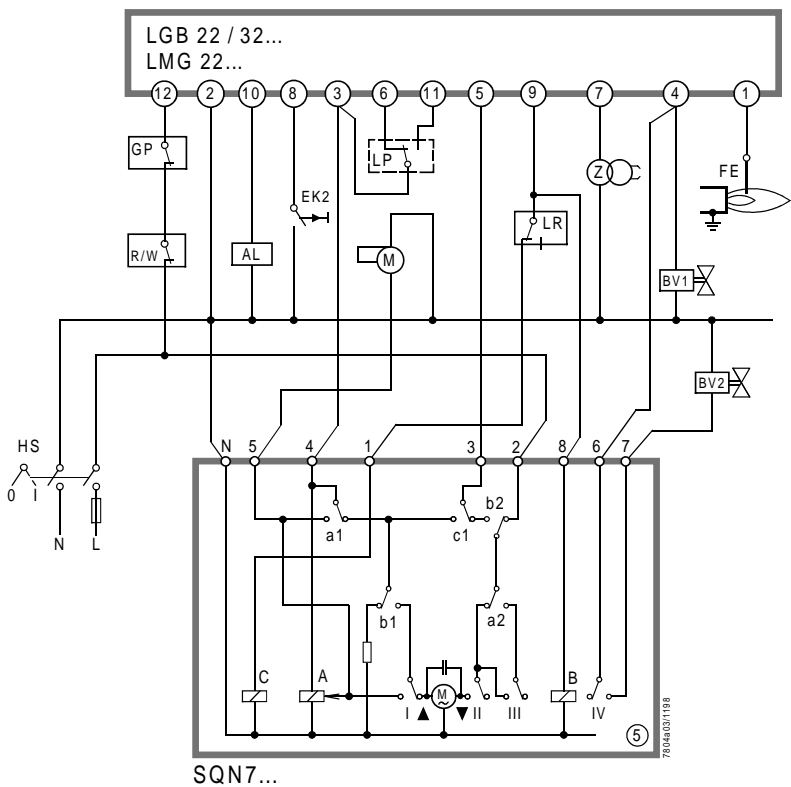 LGB 22 / 32...
LMG 22...
12 2 10 8 3 6 11 5 9 7 4 1
GP
LP
Z
FE
EK2
LR
R/W
AL
M
BV1
BV2
HS
0 I
N L
N 5 4 1 3 2 8 6 7
b2
a1
c1
b1
a2
C
A
M
~
B
I ▲ ▼ II III
IV
5
7804a03/1198
SQN7...